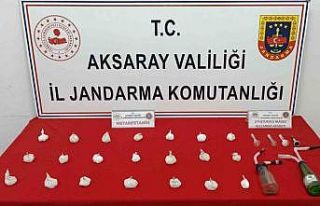 T.C.
AKSARAY VALİLİĞİ
İL JANDARMA KOMUTANLIĞI